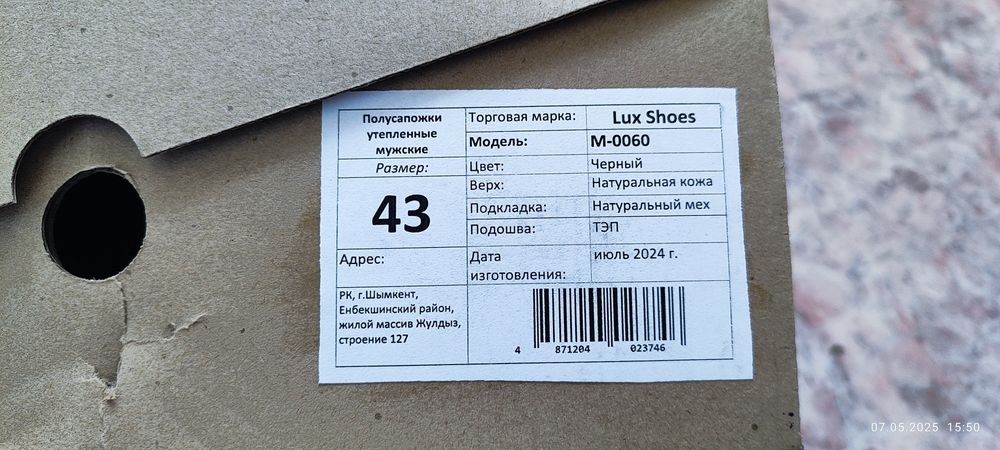 Полусапожки
утепленные
мужские
Размер:
43
Адрес:
РК, г.Шымкент,
Енбекшинский район,
жилой массив Жулдыз,
строение 127
Торговая марка: Lux Shoes
Модель: М-0060
Цвет: Черный
Верх: Натуральная кожа
Подкладка: Натуральный мех
Подошва: ТЭП
Дата
изготовления: июль 2024 г.
4 871204 023746
07.05.2025 15:50